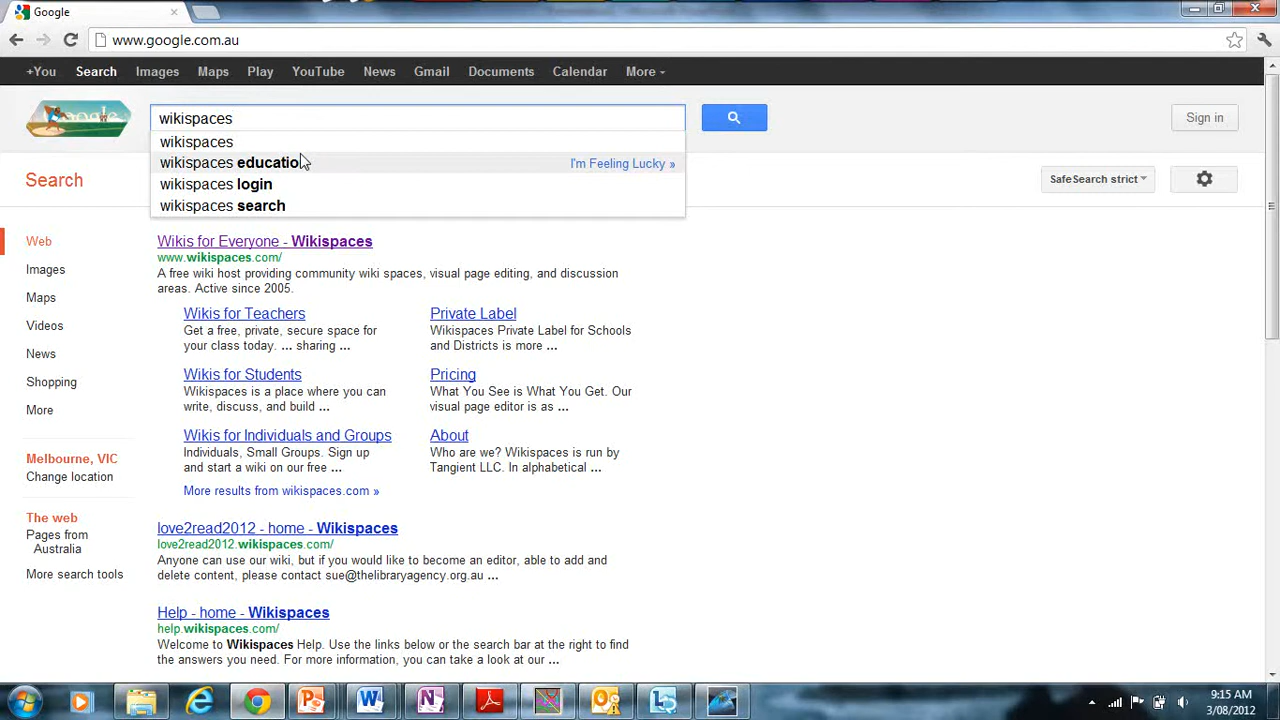 Google
www.google.com.au
+You Search Images Maps Play YouTube News Gmail Documents Calendar More
Google
wikispaces
Sign in
wikispaces
wikispaces education I'm Feeling Lucky »
wikispaces login
wikispaces search
Search
SafeSearch strict
Web
Images
Maps
Videos
News
Shopping
More
Melbourne, VIC
Change location
The web
Pages from
Australia
More search tools
Wikis for Everyone - Wikispaces
www.wikispaces.com/
A free wiki host providing community wiki spaces, visual page editing, and discussion
areas. Active since 2005.
Wikis for Teachers
Get a free, private, secure space for
your class today. ... sharing ...
Private Label
Wikispaces Private Label for Schools
and Districts is more ...
Wikis for Students
Wikispaces is a place where you can
write, discuss, and build ...
Pricing
What You See is What You Get. Our
visual page editor is as ...
Wikis for Individuals and Groups
Individuals, Small Groups. Sign up
and start a wiki on our free ...
About
Who are we? Wikispaces is run by
Tangient LLC. In alphabetical ...
More results from wikispaces.com »
love2read2012 - home - Wikispaces
love2read2012.wikispaces.com/
Anyone can use our wiki, but if you would like to become an editor, able to add and
delete content, please contact sue@thelibraryagency.org.au ...
Help - home - Wikispaces
help.wikispaces.com/
Welcome to Wikispaces Help. Use the links below or the search bar at the right to find
the answers you need. For more information, you can take a look at our ...
9:15 AM
3/08/2012